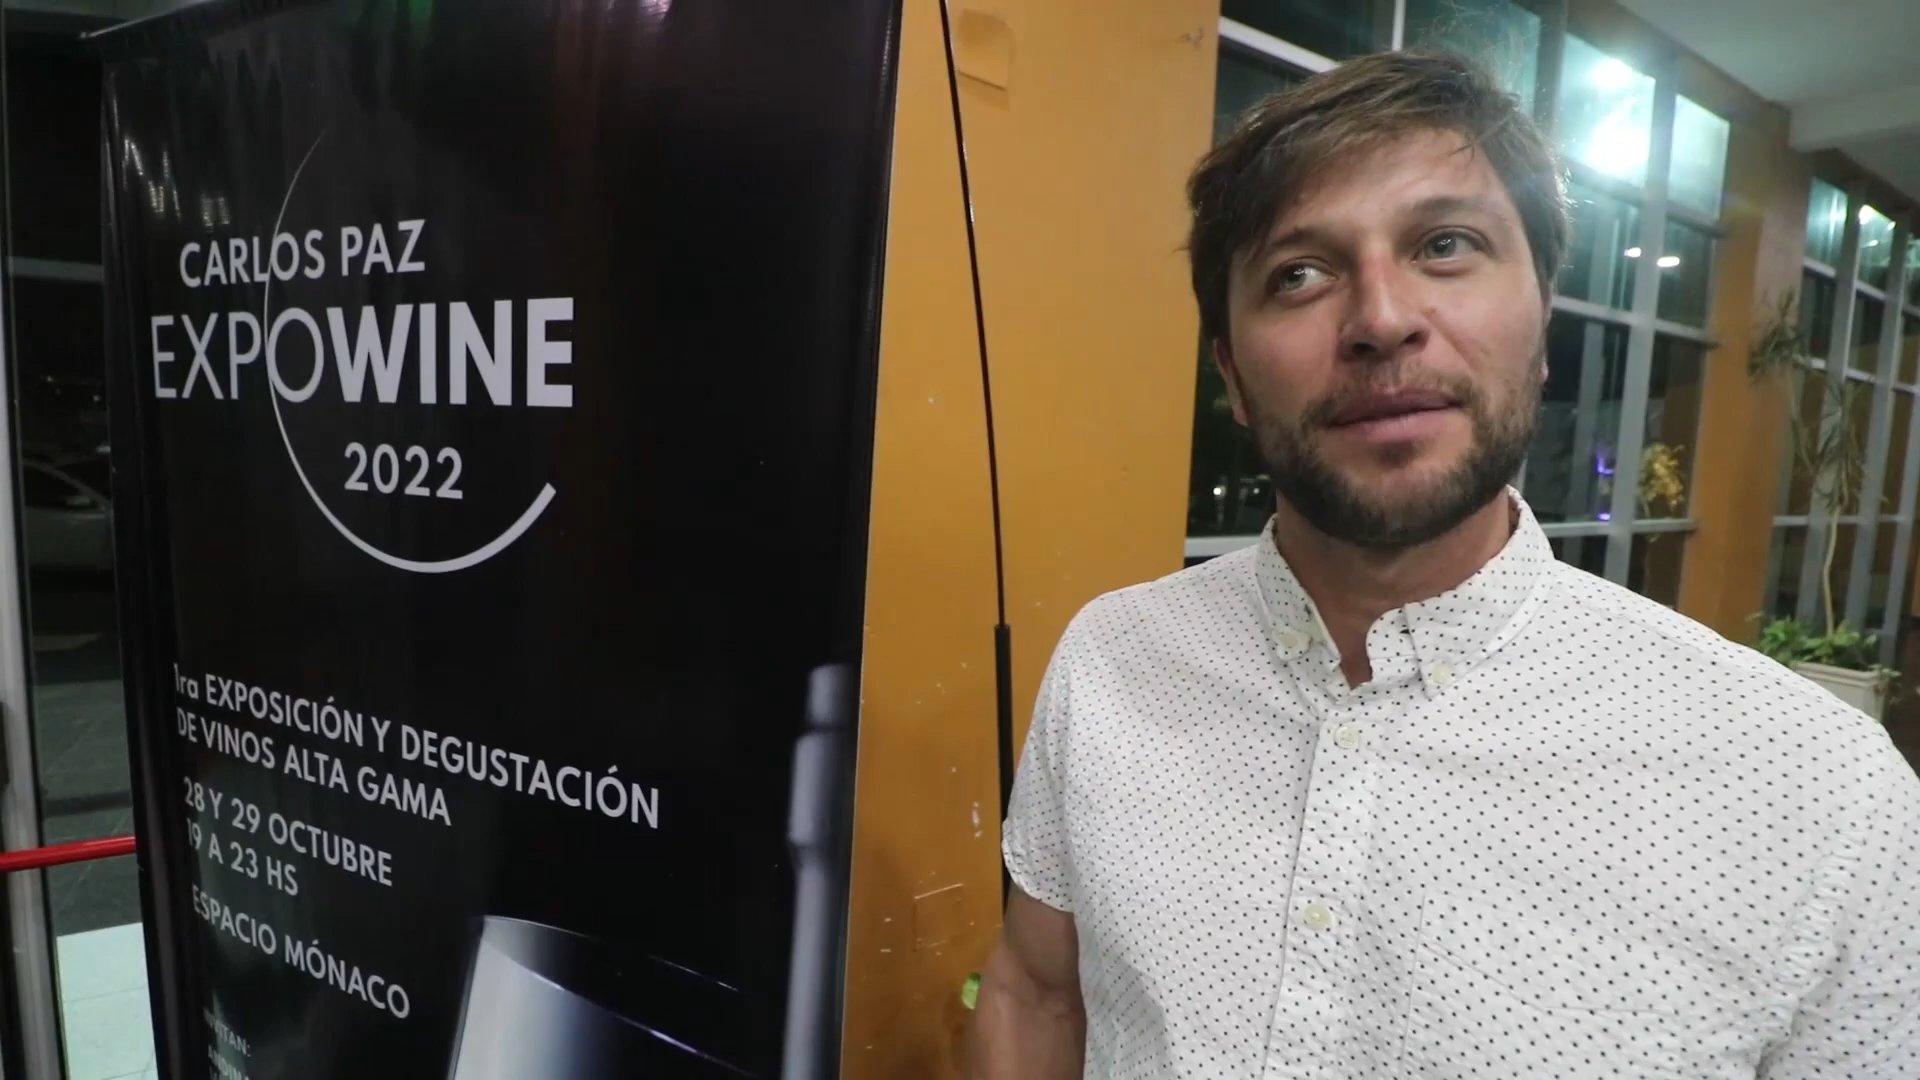 CARLOS PAZ
EXPOWINE
2022
1ra EXPOSICIÓN Y DEGUSTACIÓN
DE VINOS ALTA GAMA
28 Y 29 OCTUBRE
19 A 23 HS
ESPACIO MÓNACO